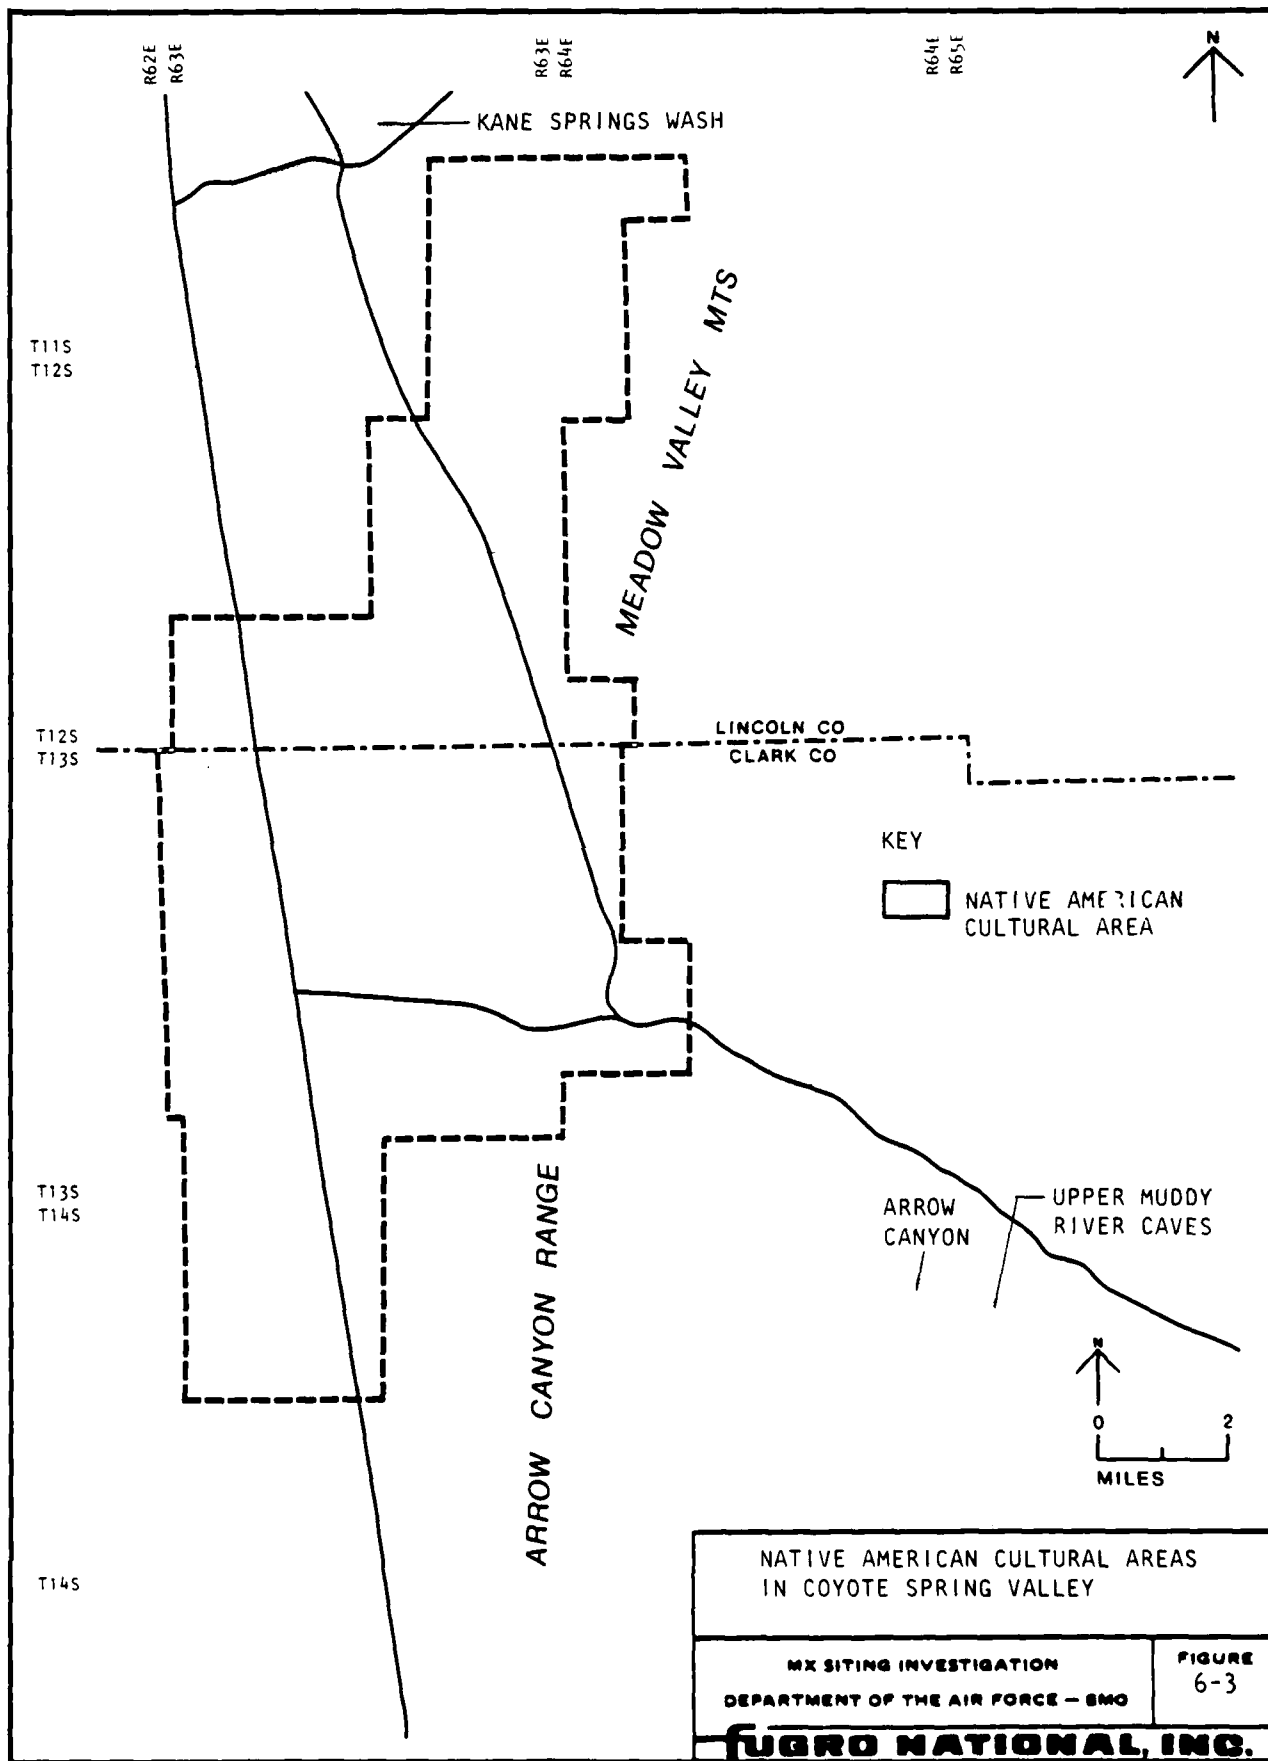 R62E
R63E
R63E
R64E
R64E
R65E
N
KANE SPRINGS WASH
T11S
T12S
MEADOW VALLEY MTS
T12S
T13S
LINCOLN CO
CLARK CO
KEY
NATIVE AMERICAN
CULTURAL AREA
T13S
T14S
ARROW
CANYON
UPPER MUDDY
RIVER CAVES
ARROW CANYON RANGE
N
0 2
MILES
T14S
NATIVE AMERICAN CULTURAL AREAS
IN COYOTE SPRING VALLEY
MX SITING INVESTIGATION
DEPARTMENT OF THE AIR FORCE – BMO
FIGURE
6-3
fUGRO NATIONAL, INC.